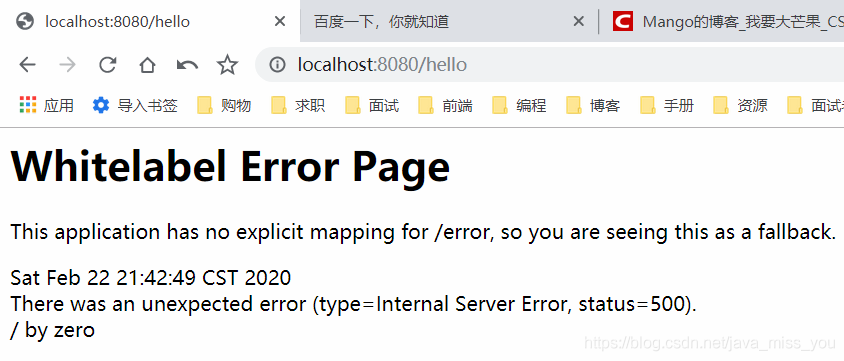 localhost:8080/hello
百度一下，你就知道
Mango的博客_我要大芒果_CS
localhost:8080/hello
应用 导入书签 购物 求职 面试 前端 编程 博客 手册 资源
Whitelabel Error Page
This application has no explicit mapping for /error, so you are seeing this as a fallback.
Sat Feb 22 21:42:49 CST 2020
There was an unexpected error (type=Internal Server Error, status=500).
/ by zero
https://blog.csdn.net/java_miss_you